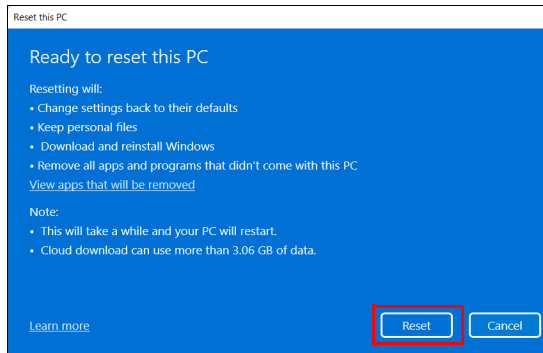 Reset this PC
Ready to reset this PC
Resetting will:
• Change settings back to their defaults
• Keep personal files
• Download and reinstall Windows
• Remove all apps and programs that didn't come with this PC
View apps that will be removed
Note:
• This will take a while and your PC will restart.
• Cloud download can use more than 3.06 GB of data.
Learn more
Reset
Cancel